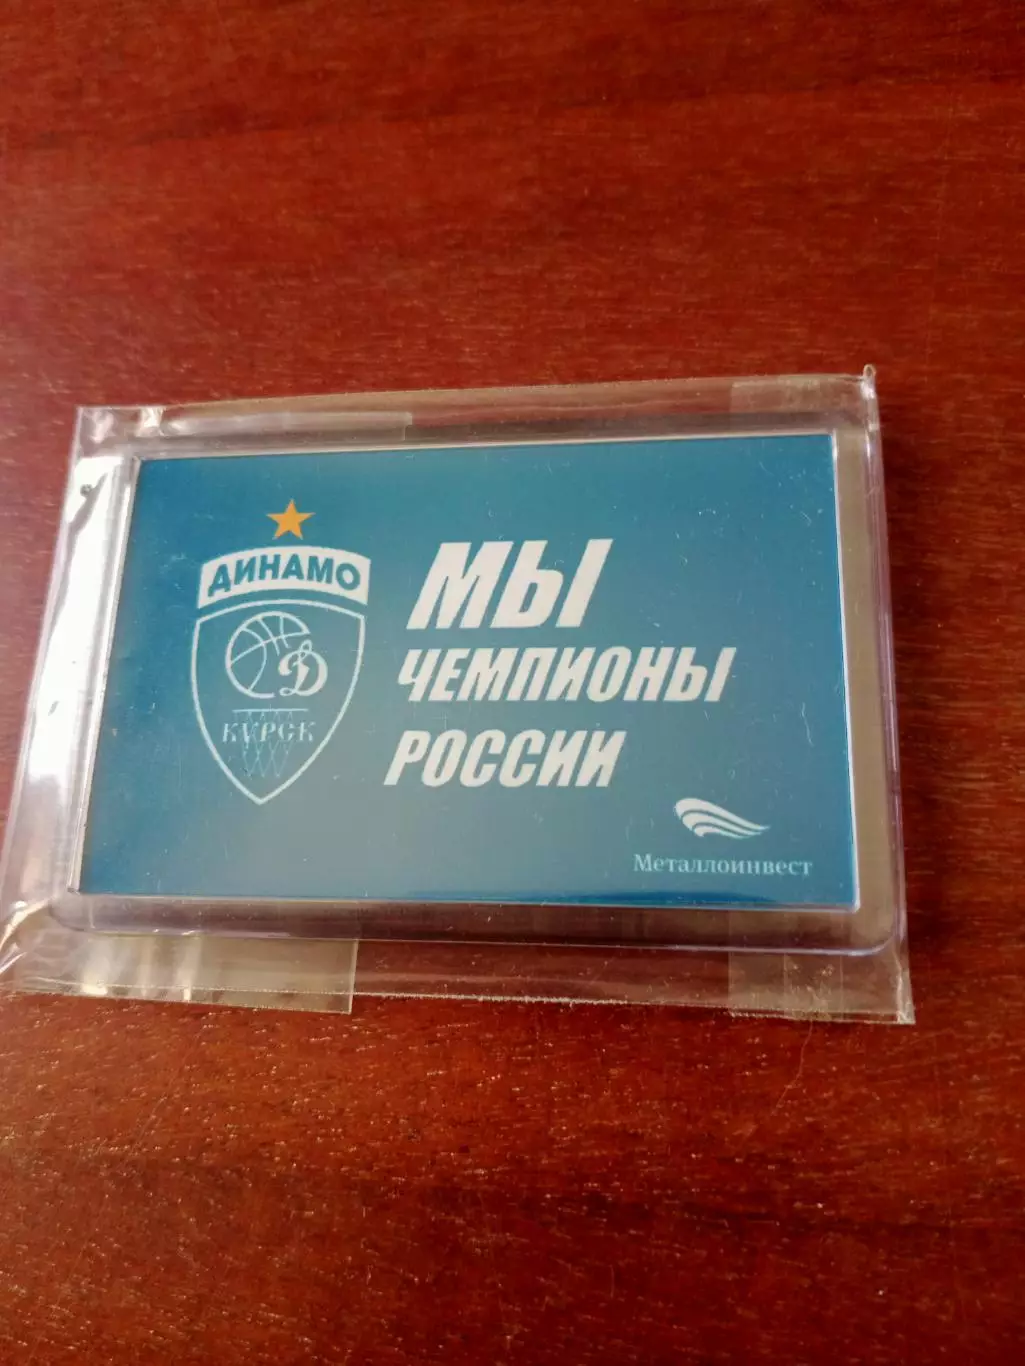 ДИНАМО
Д
КУРСК
МЫ
ЧЕМПИОНЫ
РОССИИ
Металлоинвест